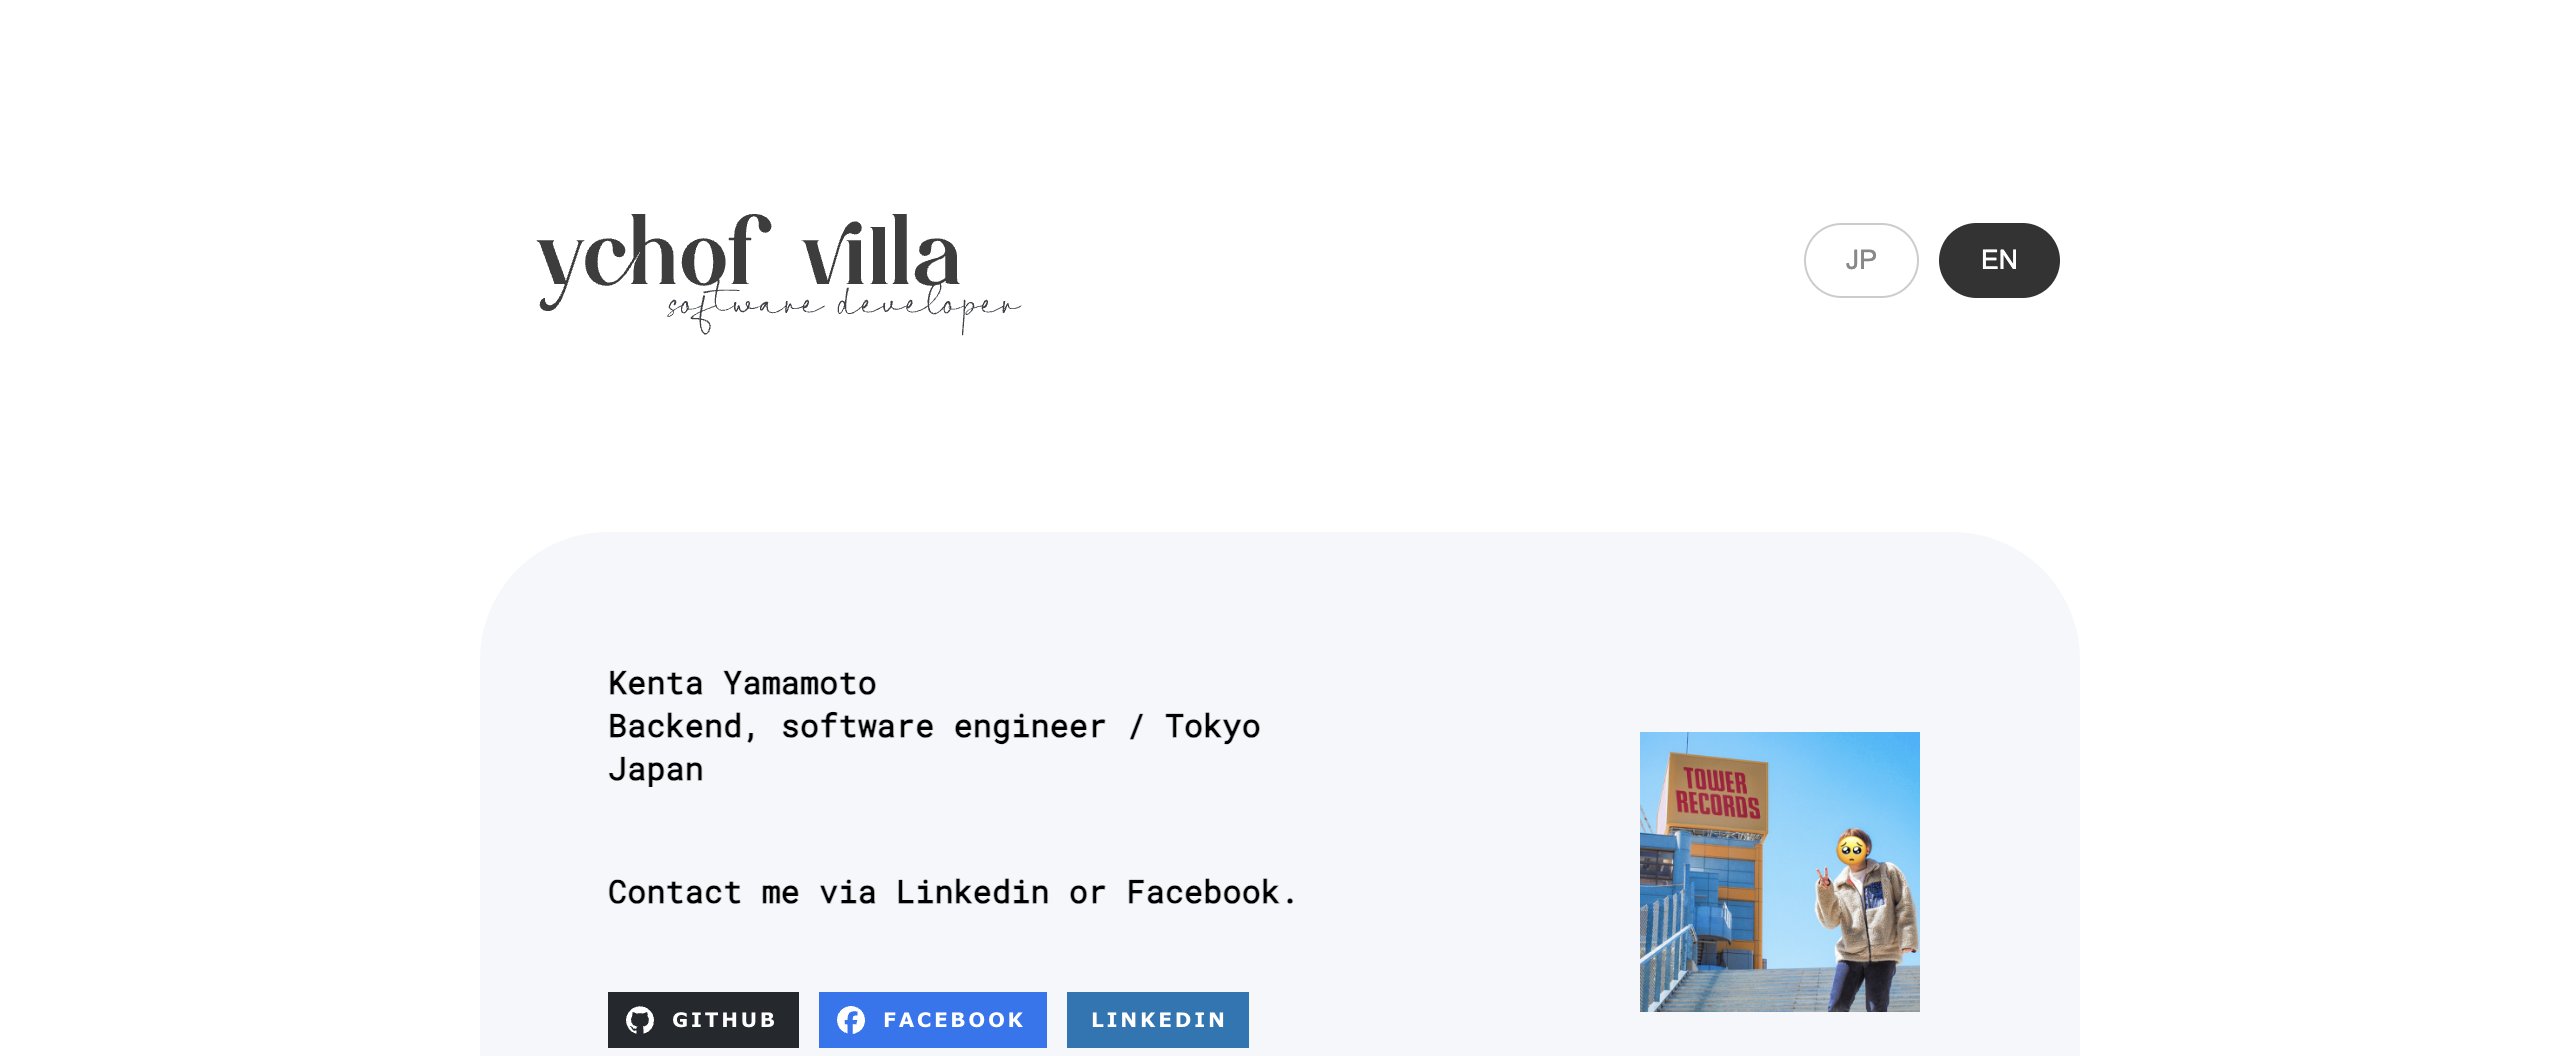 ychof villa
software developer
JP
EN
Kenta Yamamoto
Backend, software engineer / Tokyo
Japan
TOWER
RECORDS
Contact me via Linkedin or Facebook.
GITHUB
FACEBOOK
LINKEDIN